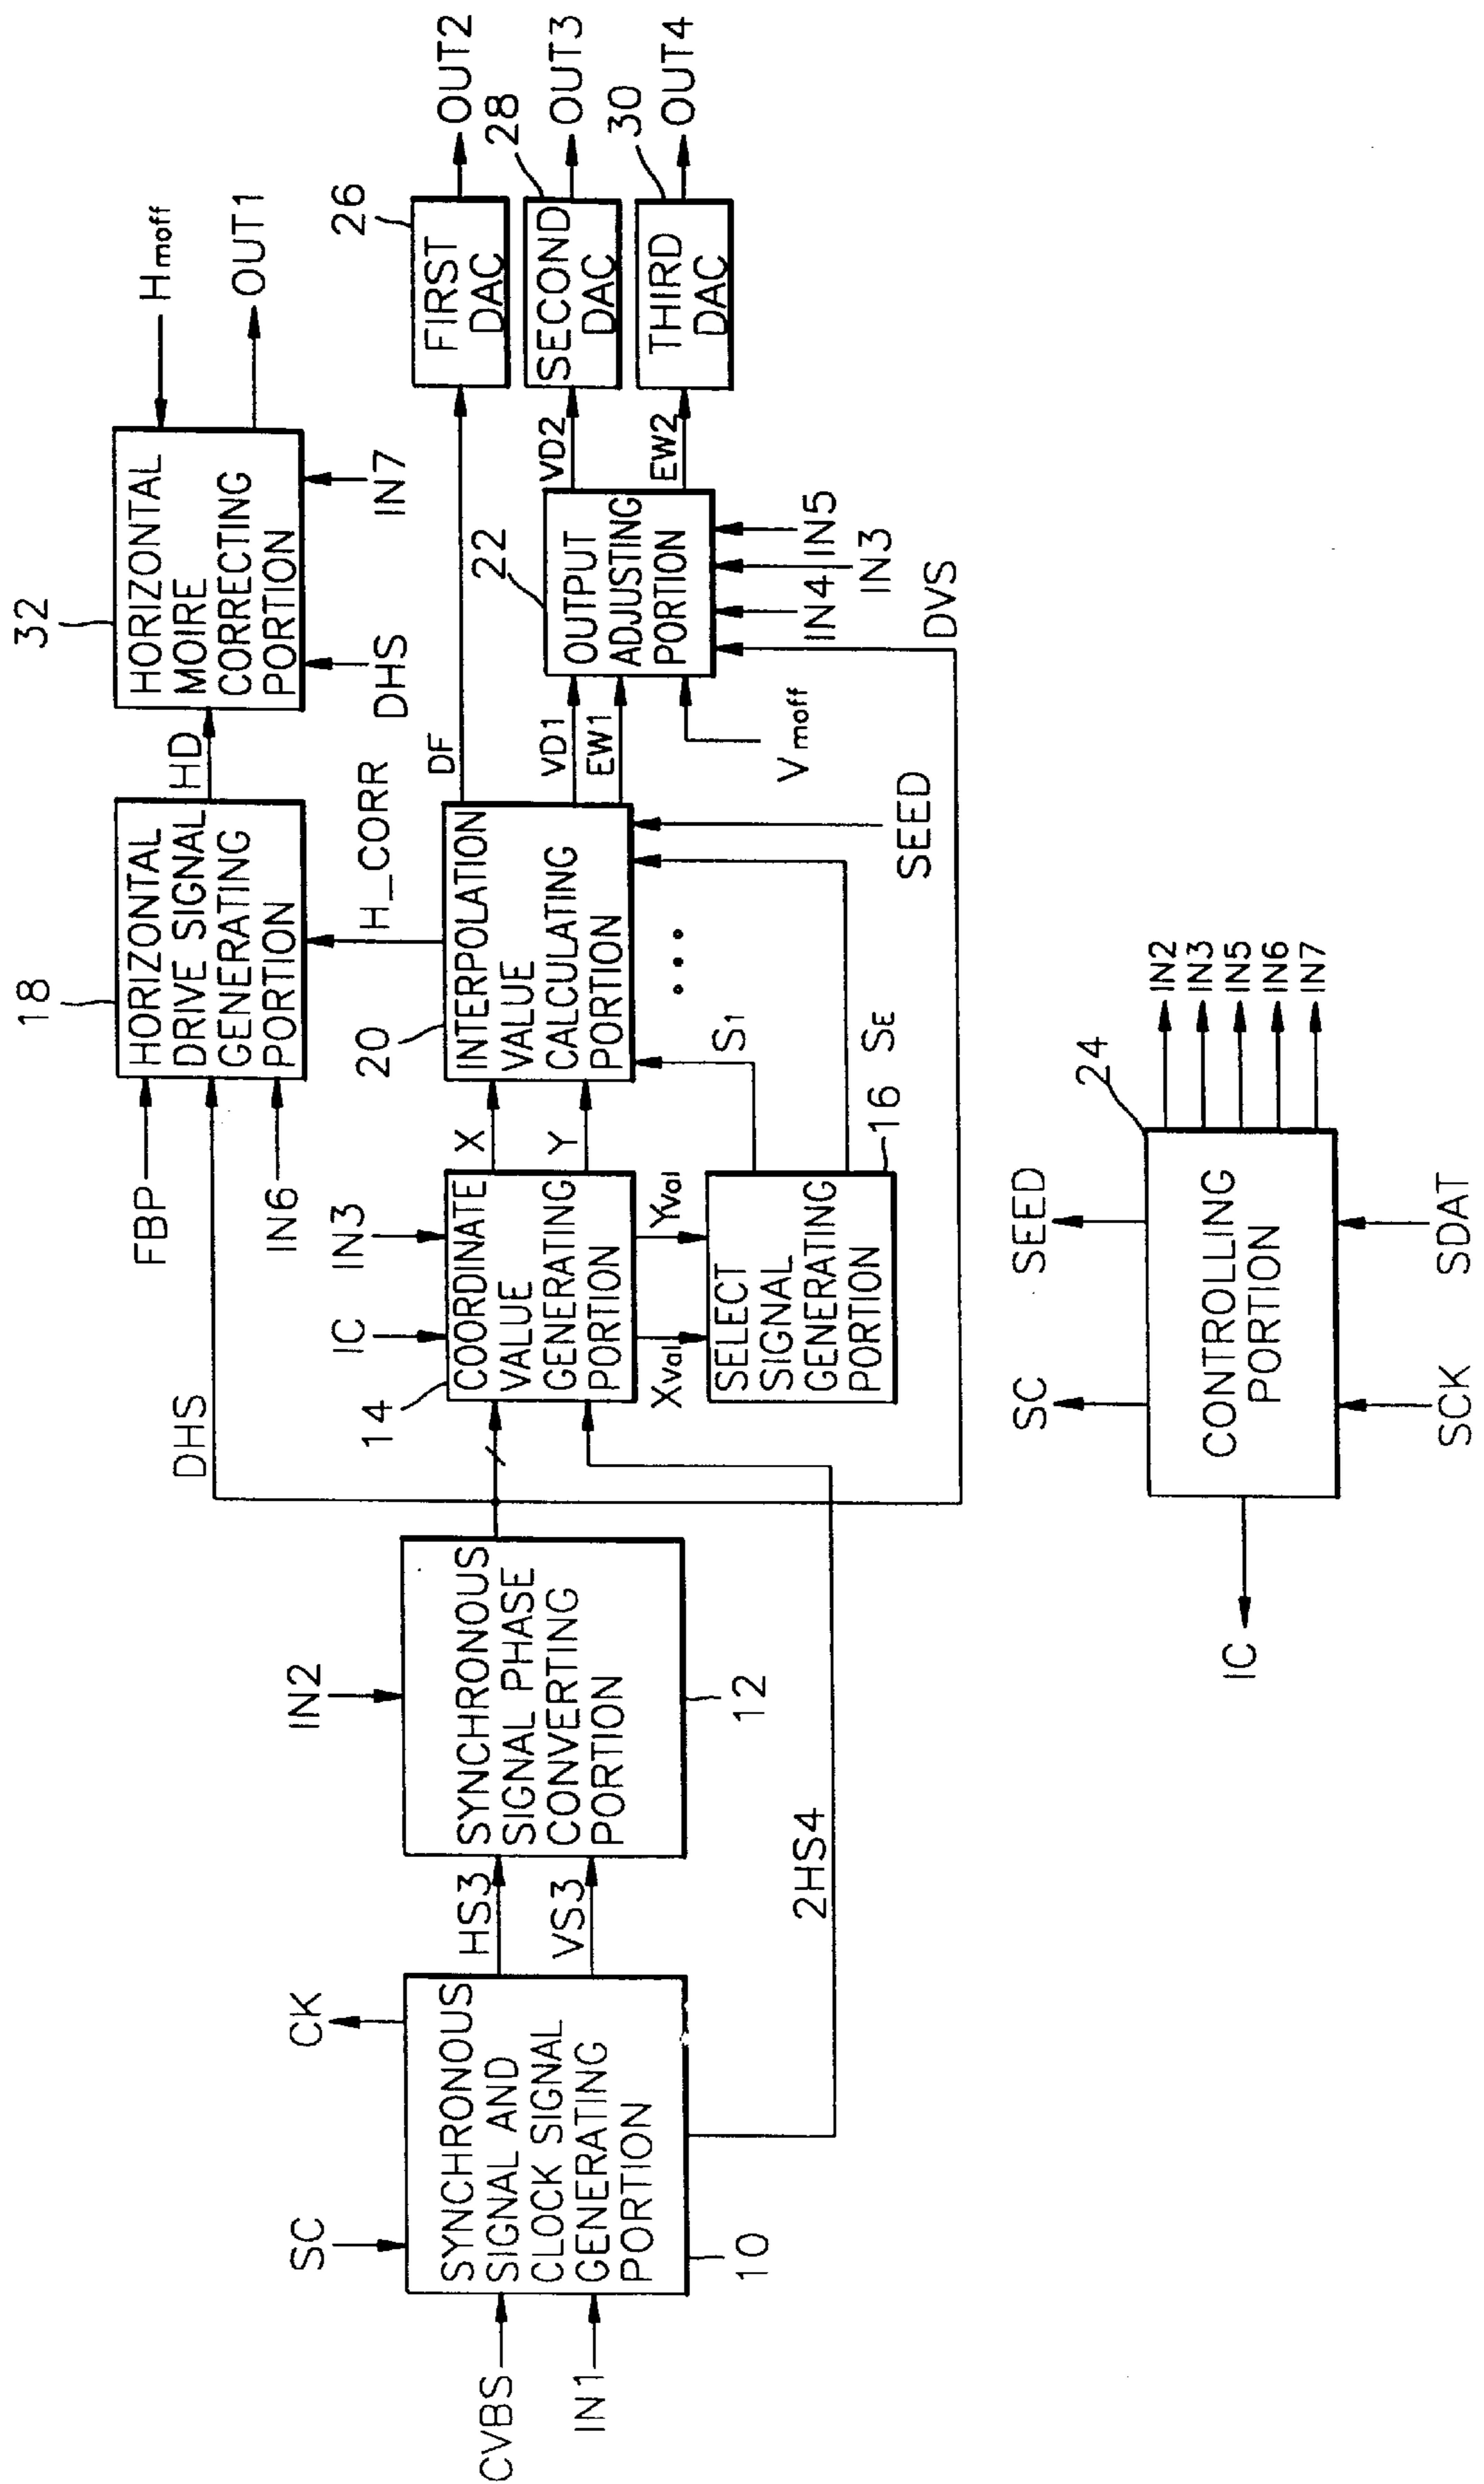 32
HORIZONTAL
MOIRE
CORRECTING
PORTION
Hmoff
OUT1
IN7
DHS
HD
18
HORIZONTAL
DRIVE SIGNAL
GENERATING
PORTION
FBP
IN6
DHS
H_CORR
DF
26
FIRST
DAC
OUT2
28
SECOND
DAC
OUT3
30
THIRD
DAC
OUT4
VD2
EW2
22
OUTPUT
ADJUSTING
PORTION
IN4
IN5
IN3
DVS
Vmoff
VD1
EW1
20
INTERPOLATION
VALUE
CALCULATING
PORTION
SEED
S1
SE
X
Y
IC
IN3
14
COORDINATE
VALUE
GENERATING
PORTION
Xval
Yval
SELECT
SIGNAL
GENERATING
PORTION
16
IN2
SYNCHRONOUS
SIGNAL PHASE
CONVERTING
PORTION
12
HS3
VS3
2HS4
SC
CK
SYNCHRONOUS
SIGNAL AND
CLOCK SIGNAL
GENERATING
PORTION
10
CVBS
IN1
SC
SEED
24
CONTROLLING
PORTION
IN2
IN3
IN5
IN6
IN7
IC
SCK
SDAT